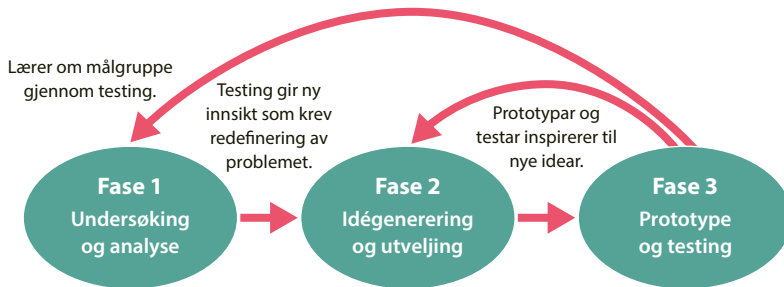 Lærer om målgruppe
gjennom testing.
Testing gir ny
innsikt som krev
redefinering av
problemet.
Prototypar og
testar inspirerer til
nye idear.
Fase 1
Undersøking
og analyse
Fase 2
Idégenerering
og utveljing
Fase 3
Prototype
og testing